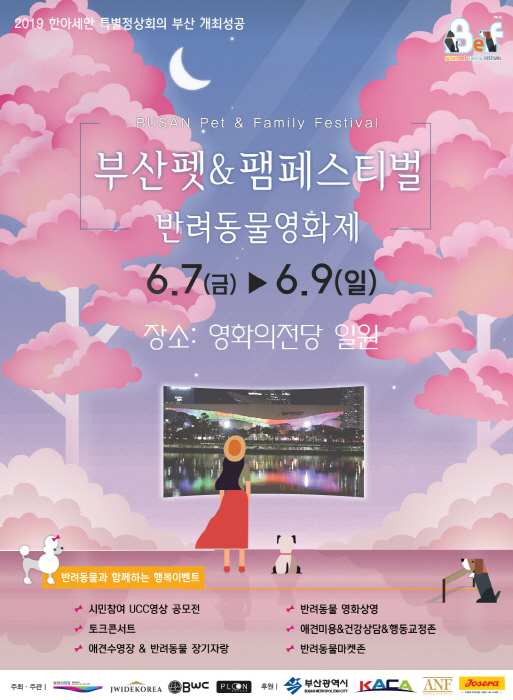 2019 한아세안 특별정상회의 부산 개최성공
BeF
BUSAN Pet & Family Festival
부산펫&팸페스티벌
반려동물영화제
6.7(금) ▶ 6.9(일)
장소: 영화의전당 일원
반려동물과 함께하는 행복이벤트
시민참여 UCC영상 공모전
토크콘서트
애견수영장 & 반려동물 장기자랑
반려동물 영화상영
애견미용&건강상담&행동교정존
반려동물마켓존
주최 · 주관 |
JWIDEKOREA
BWC
PLCON
후원 |
부산광역시
BUSAN METROPOLITAN CITY
KACA
ANF
Josera